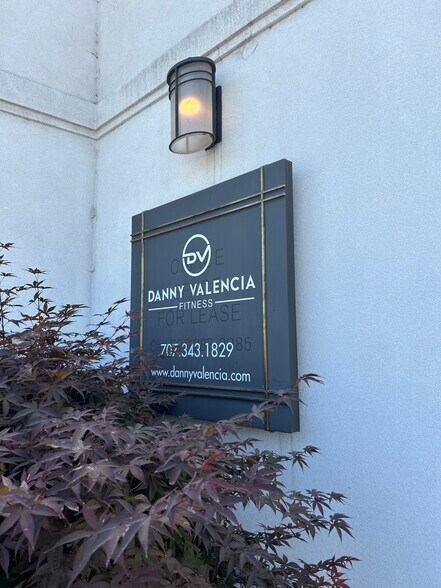 DV
DANNY VALENCIA
FITNESS
FOR LEASE
707.343.1829
www.dannyvalencia.com